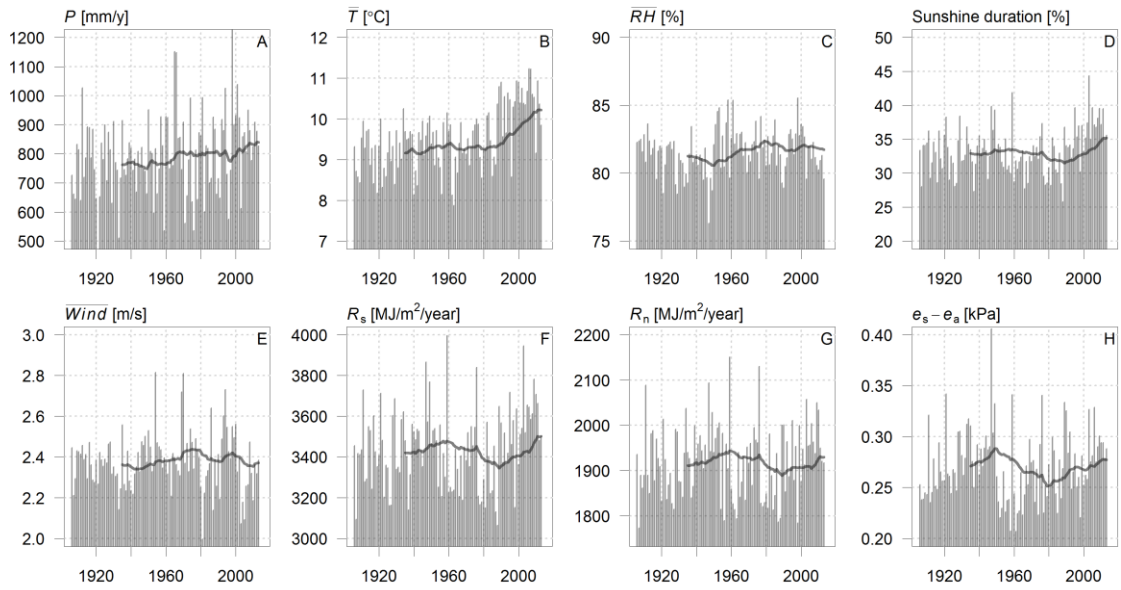 P [mm/y]
1200
1100
1000
900
800
700
600
500
A
1920 1960 2000
T [°C]
12
11
10
9
8
7
B
1920 1960 2000
RH [%]
90
85
80
75
C
1920 1960 2000
Sunshine duration [%]
50
45
40
35
30
25
20
D
1920 1960 2000
Wind [m/s]
3.0
2.8
2.6
2.4
2.2
2.0
E
1920 1960 2000
Rs [MJ/m²/year]
4000
3800
3600
3400
3200
3000
F
1920 1960 2000
Rn [MJ/m²/year]
2200
2100
2000
1900
1800
G
1920 1960 2000
es − ea [kPa]
0.40
0.35
0.30
0.25
0.20
H
1920 1960 2000